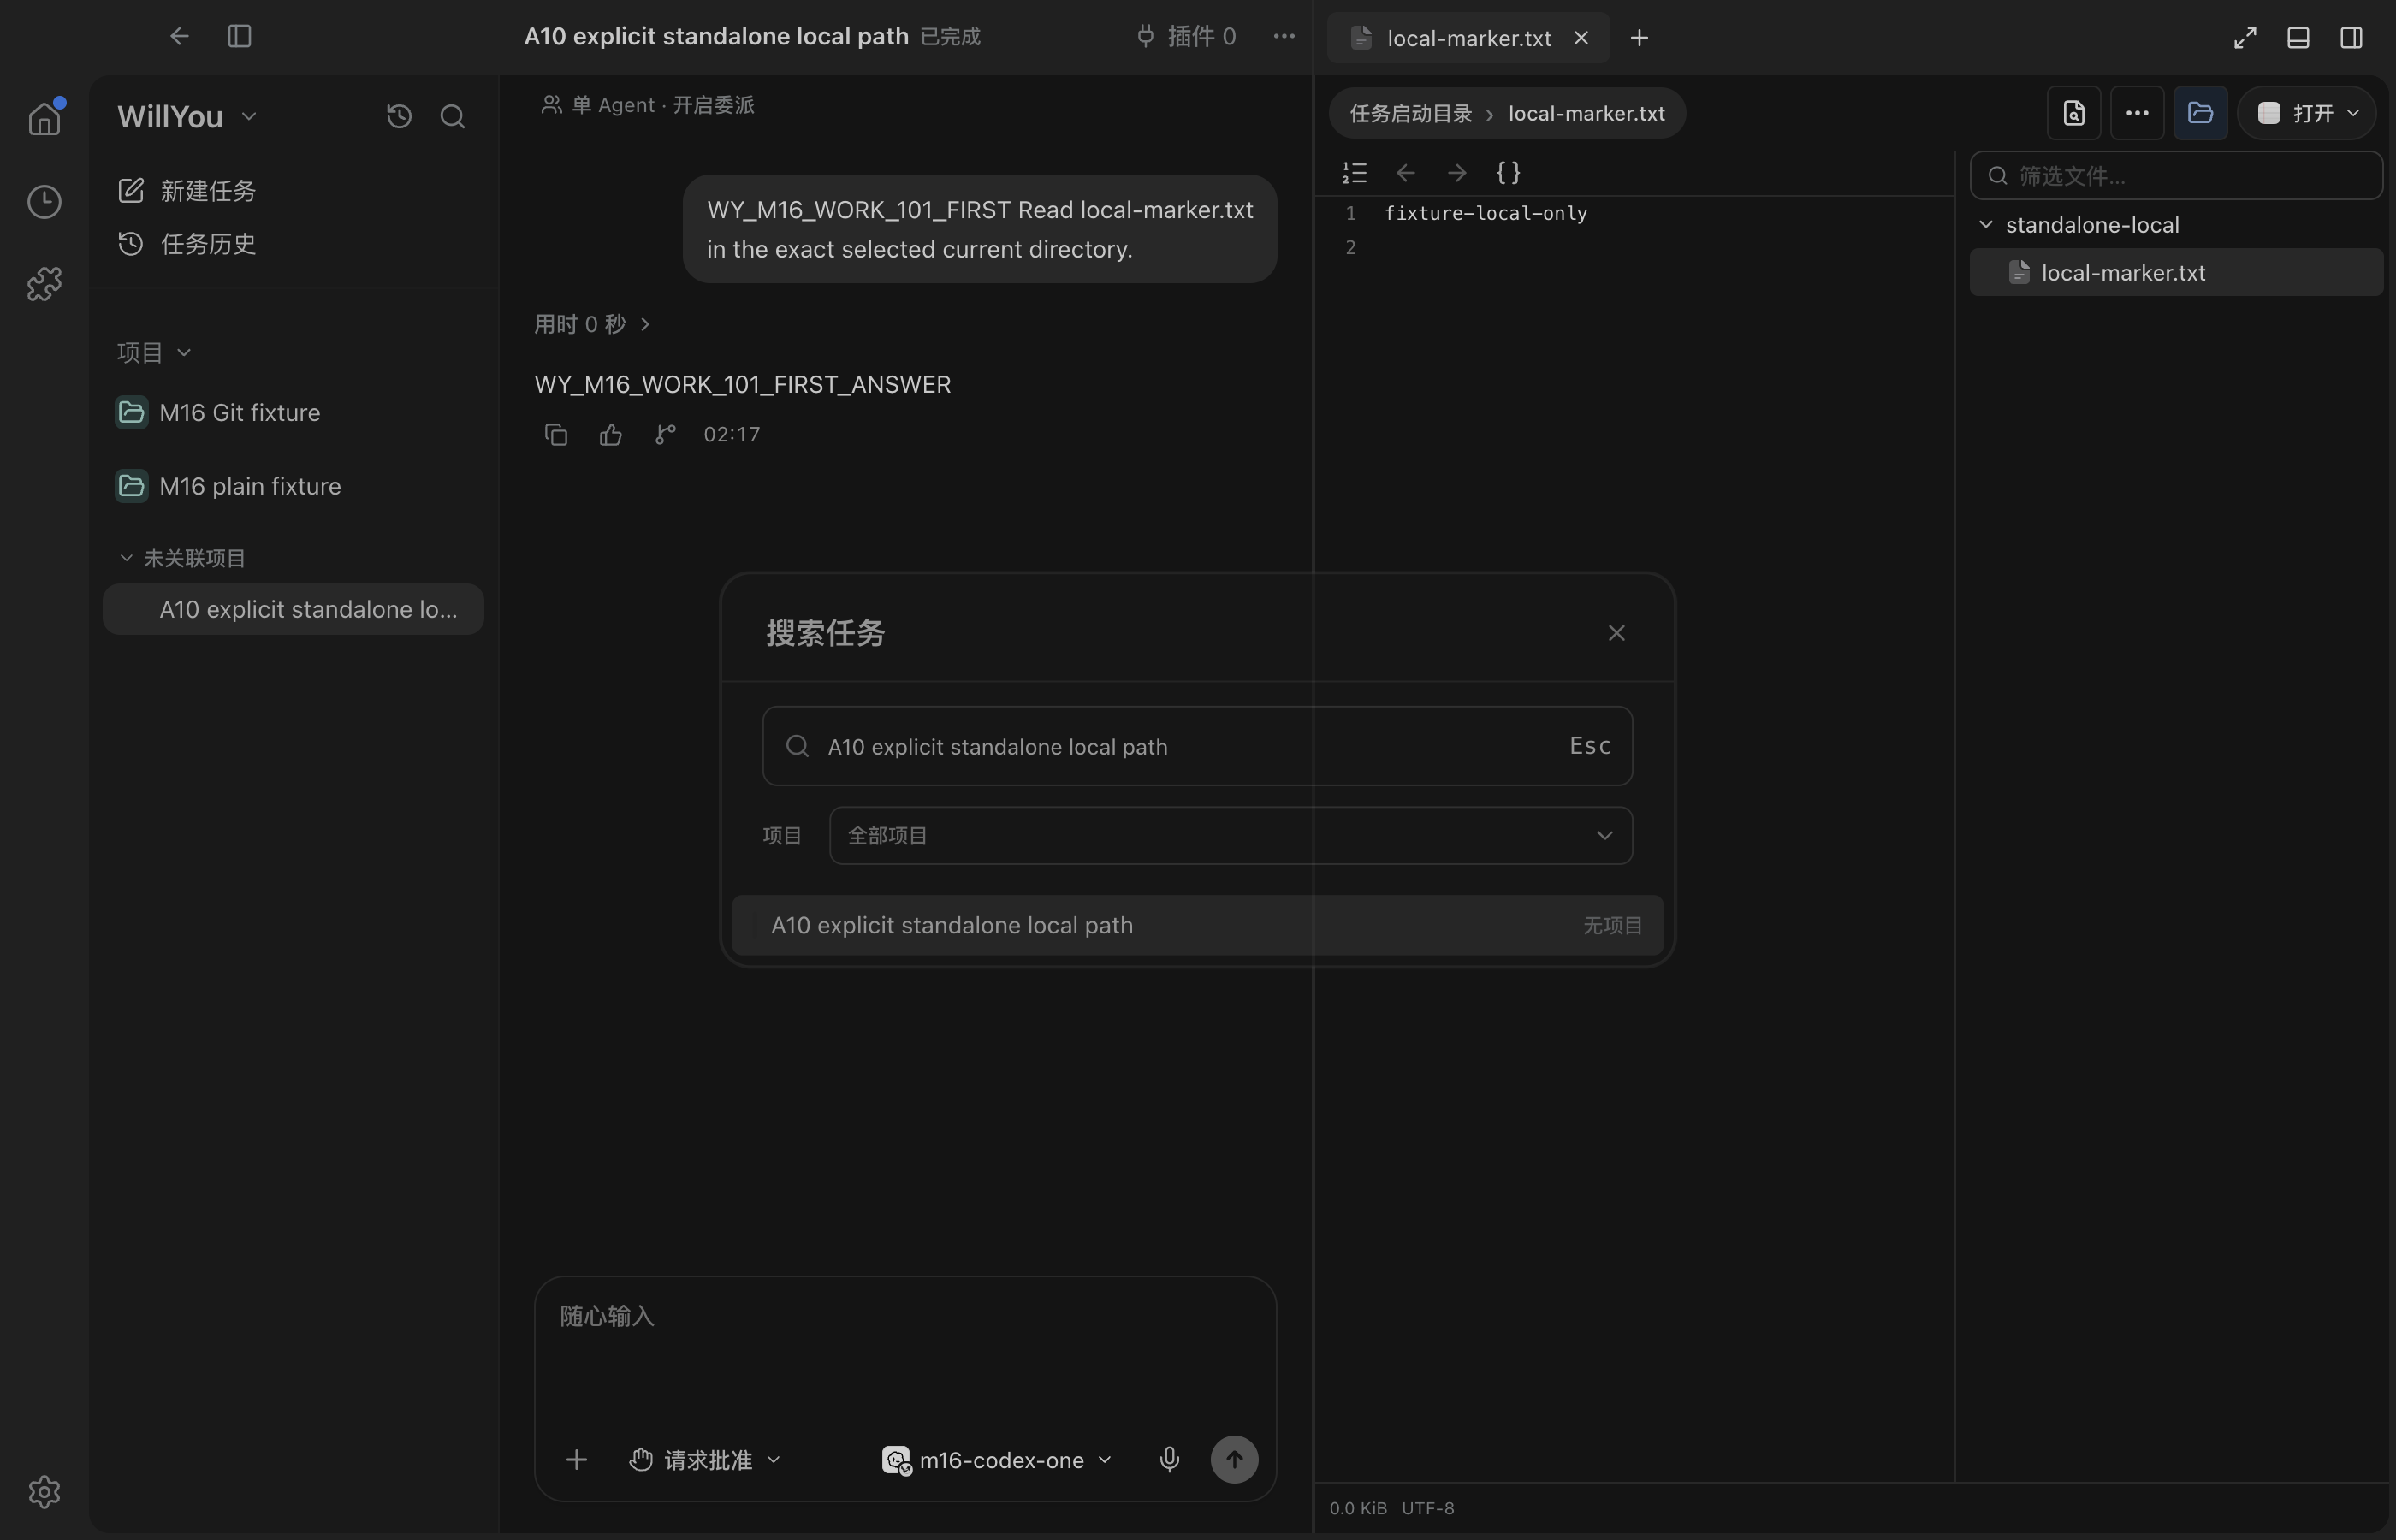 A10 explicit standalone local path 已完成
插件 0
local-marker.txt
WillYou
新建任务
任务历史
项目
M16 Git fixture
M16 plain fixture
未关联项目
A10 explicit standalone lo...
单 Agent · 开启委派
WY_M16_WORK_101_FIRST Read local-marker.txt
in the exact selected current directory.
用时 0 秒
WY_M16_WORK_101_FIRST_ANSWER
02:17
搜索任务
A10 explicit standalone local path
Esc
项目
全部项目
A10 explicit standalone local path
无项目
随心输入
请求批准
m16-codex-one
任务启动目录 › local-marker.txt
打开
1 fixture-local-only
2
筛选文件...
standalone-local
local-marker.txt
0.0 KiB UTF-8